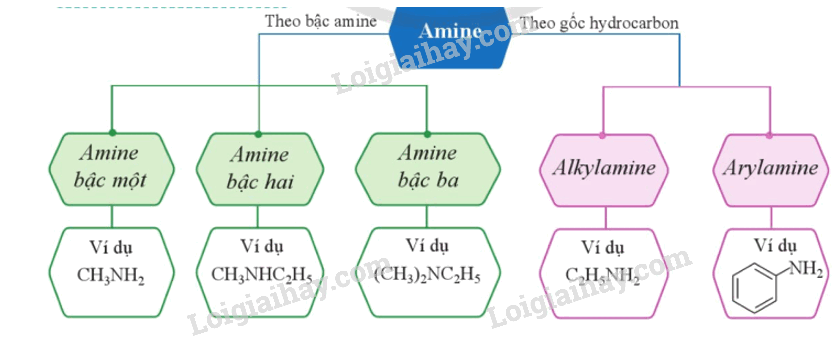 Theo bậc amine
Amine
Theo gốc hydrocarbon
Loigiaihay.com
Amine
bậc một
Amine
bậc hai
Amine
bậc ba
Alkylamine
Arylamine
Ví dụ
CH₃NH₂
Ví dụ
CH₃NHC₂H₅
Ví dụ
(CH₃)₂NC₂H₅
Ví dụ
C₂H₅NH₂
Ví dụ
NH₂
Loigiaihay.com
Loigiaihay.com